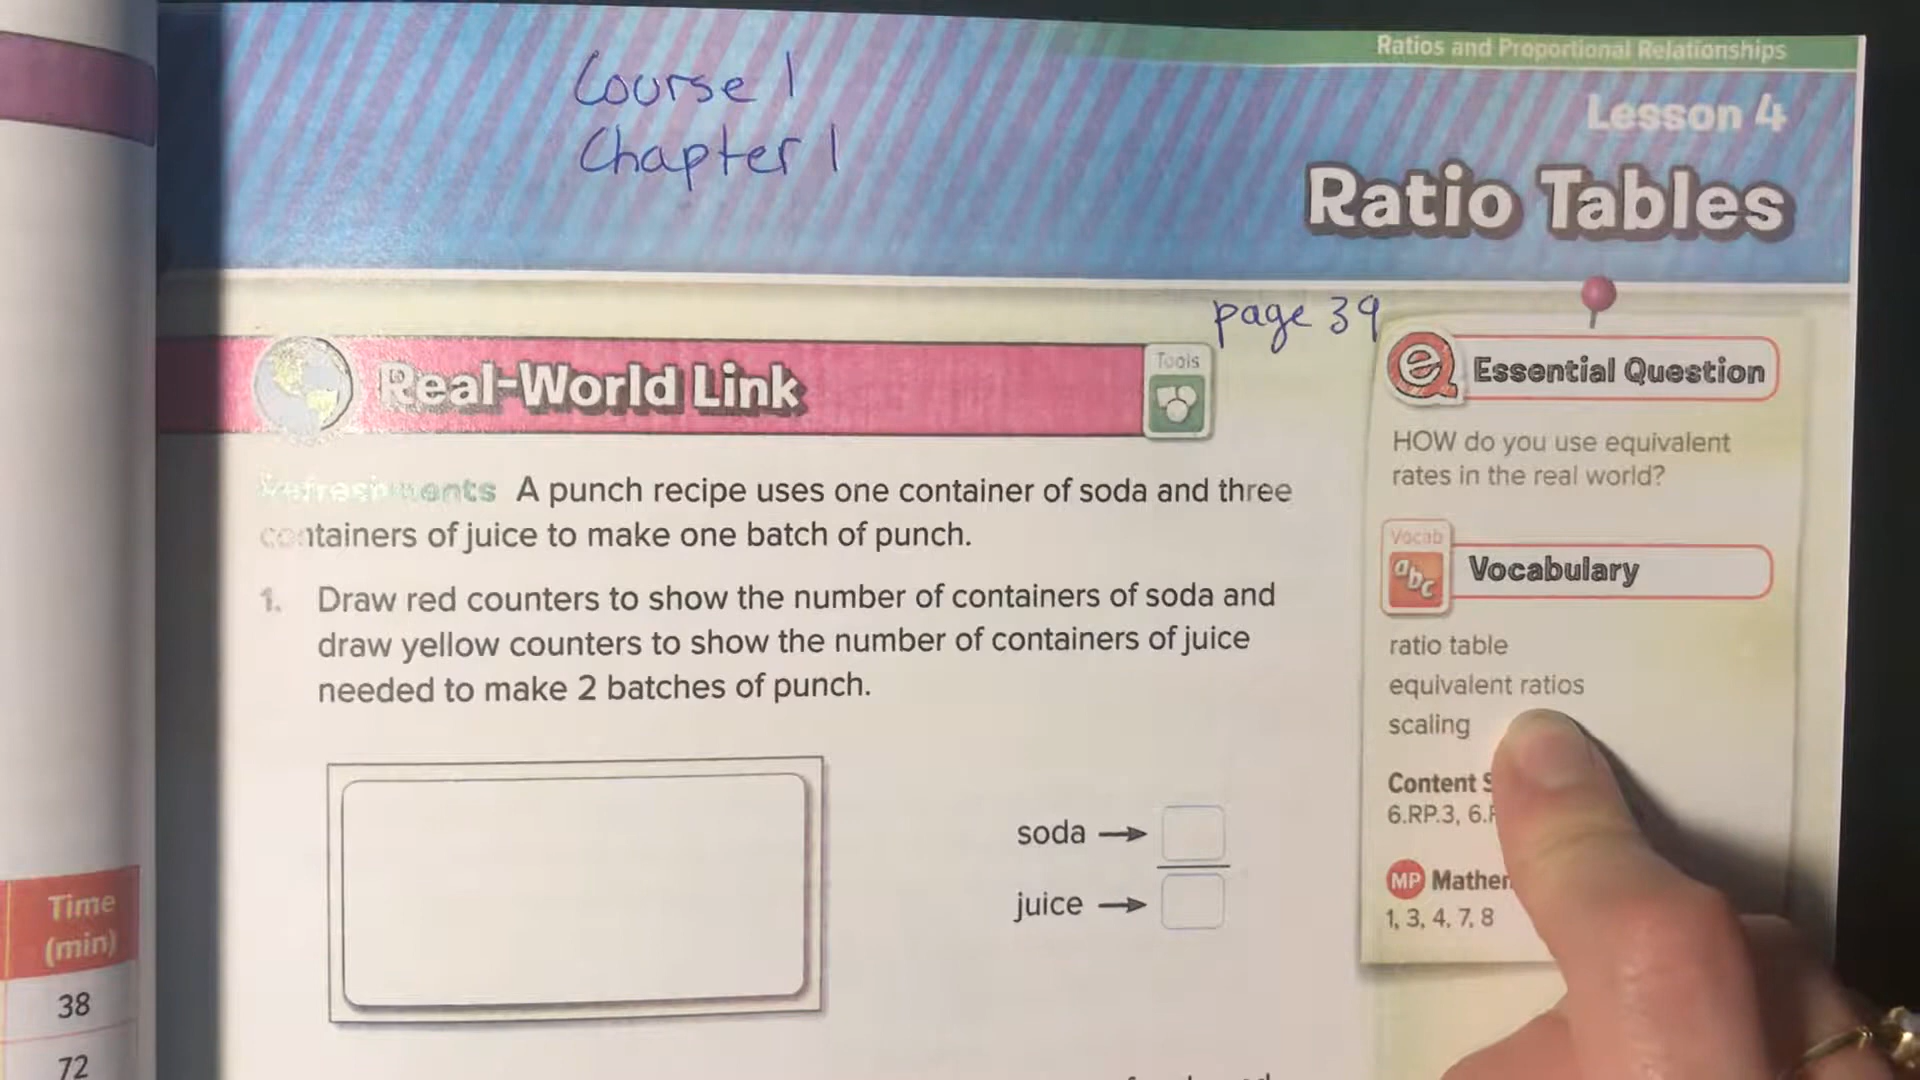 Ratios and Proportional Relationships
Course 1
Chapter 1
Lesson 4
Ratio Tables
page 39
Real-World Link
Tools
Refreshments A punch recipe uses one container of soda and three
containers of juice to make one batch of punch.
1. Draw red counters to show the number of containers of soda and
draw yellow counters to show the number of containers of juice
needed to make 2 batches of punch.
soda →
juice →
e Essential Question
HOW do you use equivalent
rates in the real world?
Vocab
abc Vocabulary
ratio table
equivalent ratios
scaling
Content
6.RP.3, 6.
MP
1, 3, 4, 7, 8
Time
(min)
38
72